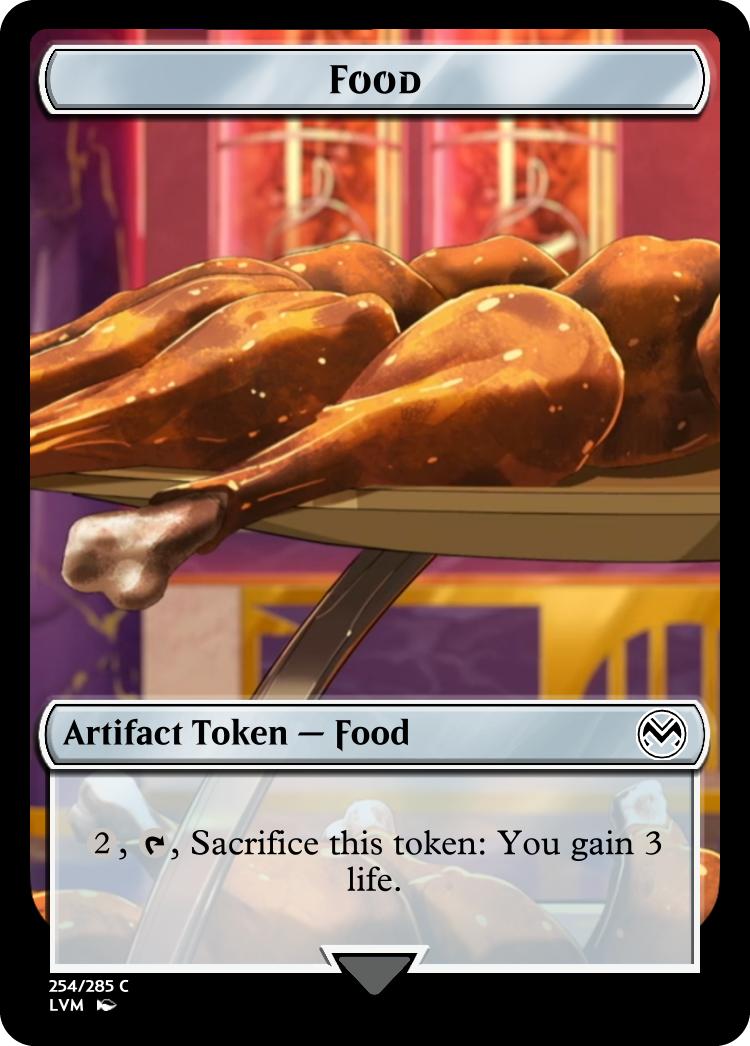 Food
Artifact Token — Food
2, , Sacrifice this token: You gain 3
life.
254/285 C
LVM